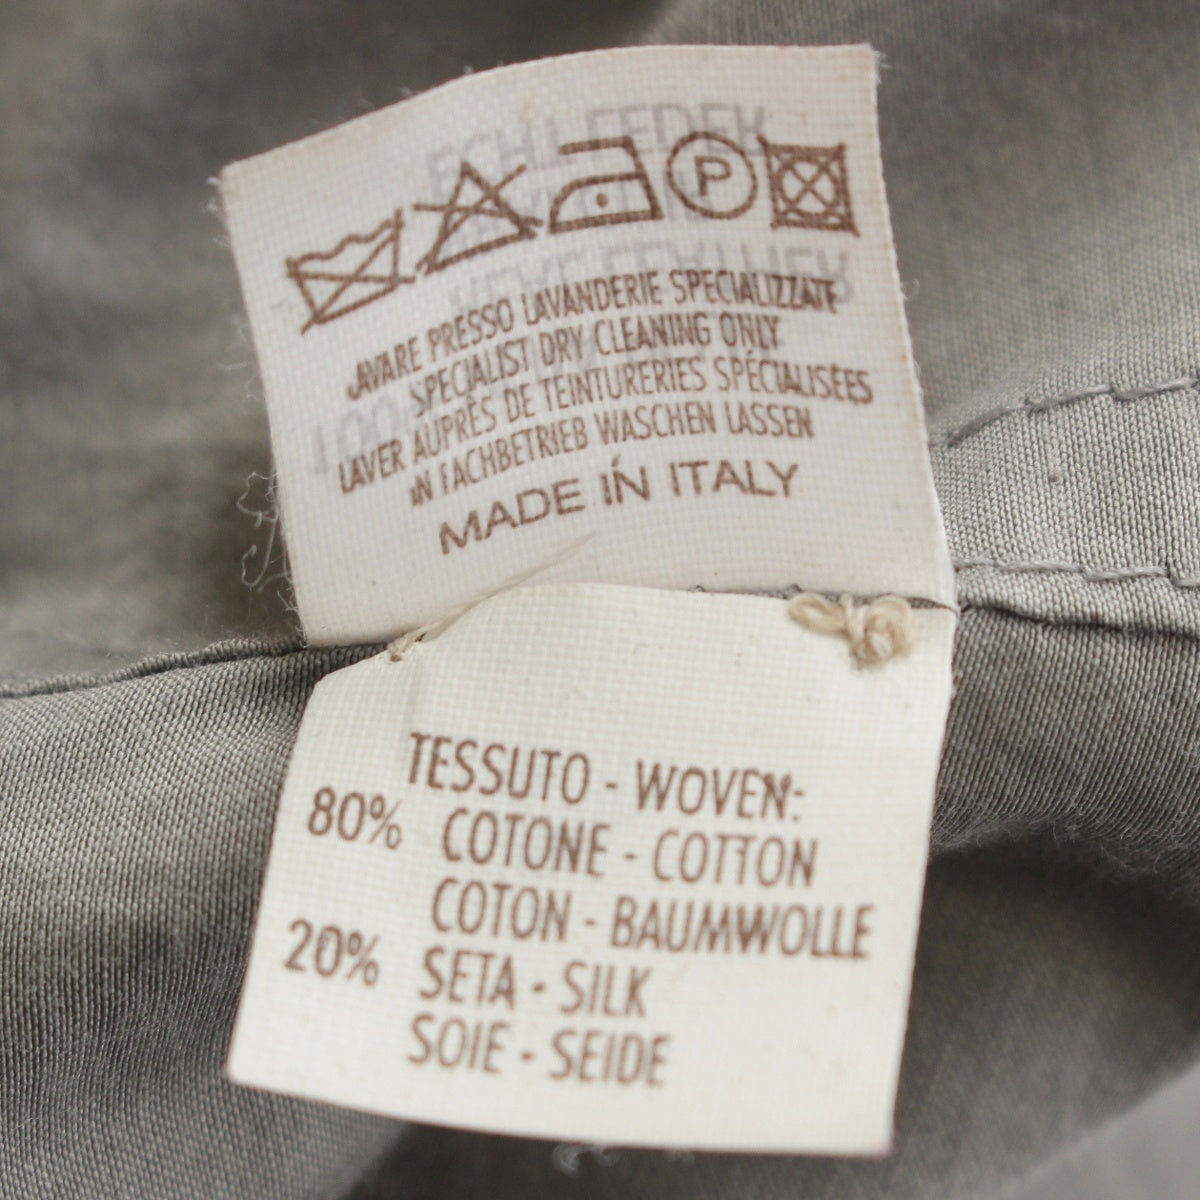 P
LAVARE PRESSO LAVANDERIE SPECIALIZZATE
SPECIALIST DRY CLEANING ONLY
LAVER AUPRÈS DE TEINTURERIES SPÉCIALISÉES
IN FACHBETRIEB WASCHEN LASSEN
MADE IN ITALY
TESSUTO - WOVEN:
80% COTONE - COTTON
COTON - BAUMWOLLE
20% SETA - SILK
SOIE - SEIDE